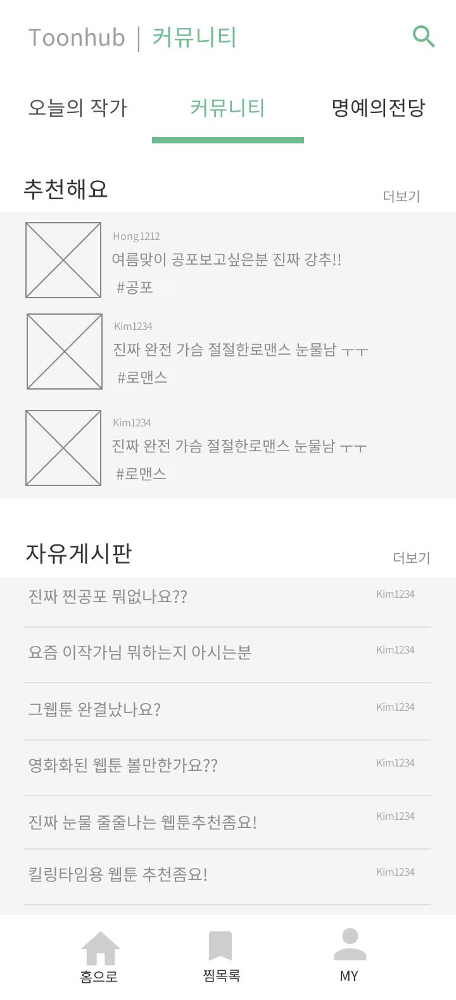 Toonhub | 커뮤니티
오늘의 작가 커뮤니티 명예의전당
추천해요 더보기
Hong1212
여름맞이 공포보고싶은분 진짜 강추!!
#공포
Kim1234
진짜 완전 가슴 절절한로맨스 눈물남 ㅜㅜ
#로맨스
Kim1234
진짜 완전 가슴 절절한로맨스 눈물남 ㅜㅜ
#로맨스
자유게시판 더보기
진짜 찐공포 뭐없나요?? Kim1234
요즘 이작가님 뭐하는지 아시는분 Kim1234
그웹툰 완결났나요? Kim1234
영화화된 웹툰 볼만한가요?? Kim1234
진짜 눈물 줄줄나는 웹툰추천좀요! Kim1234
킬링타임용 웹툰 추천좀요! Kim1234
홈으로 찜목록 MY